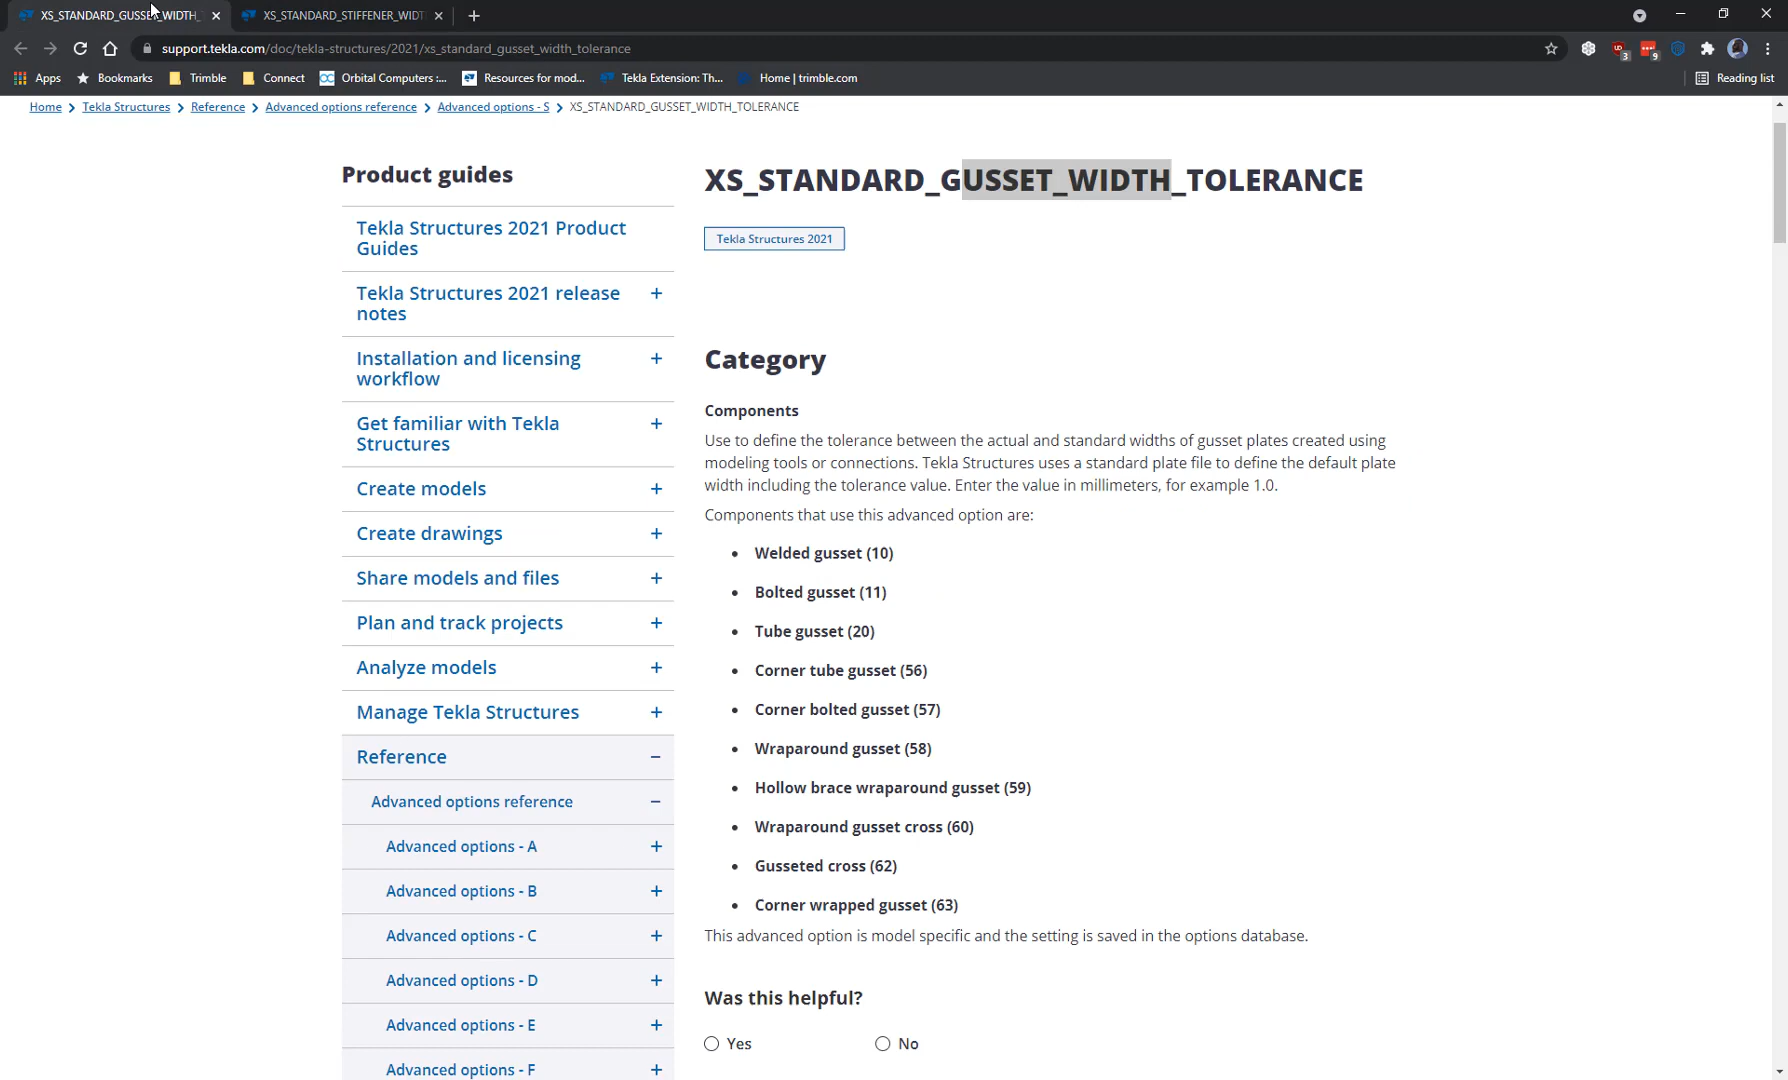 XS_STANDARD_GUSSET_WIDTH_
XS_STANDARD_STIFFENER_WIDT
support.tekla.com/doc/tekla-structures/2021/xs_standard_gusset_width_tolerance
3
9
Apps Bookmarks Trimble Connect Orbital Computers :... Resources for mod... Tekla Extension: Th... Home | trimble.com Reading list
Home > Tekla Structures > Reference > Advanced options reference > Advanced options - S > XS_STANDARD_GUSSET_WIDTH_TOLERANCE
Product guides
Tekla Structures 2021 Product
Guides
Tekla Structures 2021 release
notes
Installation and licensing
workflow
Get familiar with Tekla
Structures
Create models
Create drawings
Share models and files
Plan and track projects
Analyze models
Manage Tekla Structures
Reference
Advanced options reference
Advanced options - A
Advanced options - B
Advanced options - C
Advanced options - D
Advanced options - E
Advanced options - F
XS_STANDARD_GUSSET_WIDTH_TOLERANCE
Tekla Structures 2021
Category
Components
Use to define the tolerance between the actual and standard widths of gusset plates created using
modeling tools or connections. Tekla Structures uses a standard plate file to define the default plate
width including the tolerance value. Enter the value in millimeters, for example 1.0.
Components that use this advanced option are:
• Welded gusset (10)
• Bolted gusset (11)
• Tube gusset (20)
• Corner tube gusset (56)
• Corner bolted gusset (57)
• Wraparound gusset (58)
• Hollow brace wraparound gusset (59)
• Wraparound gusset cross (60)
• Gusseted cross (62)
• Corner wrapped gusset (63)
This advanced option is model specific and the setting is saved in the options database.
Was this helpful?
Yes
No